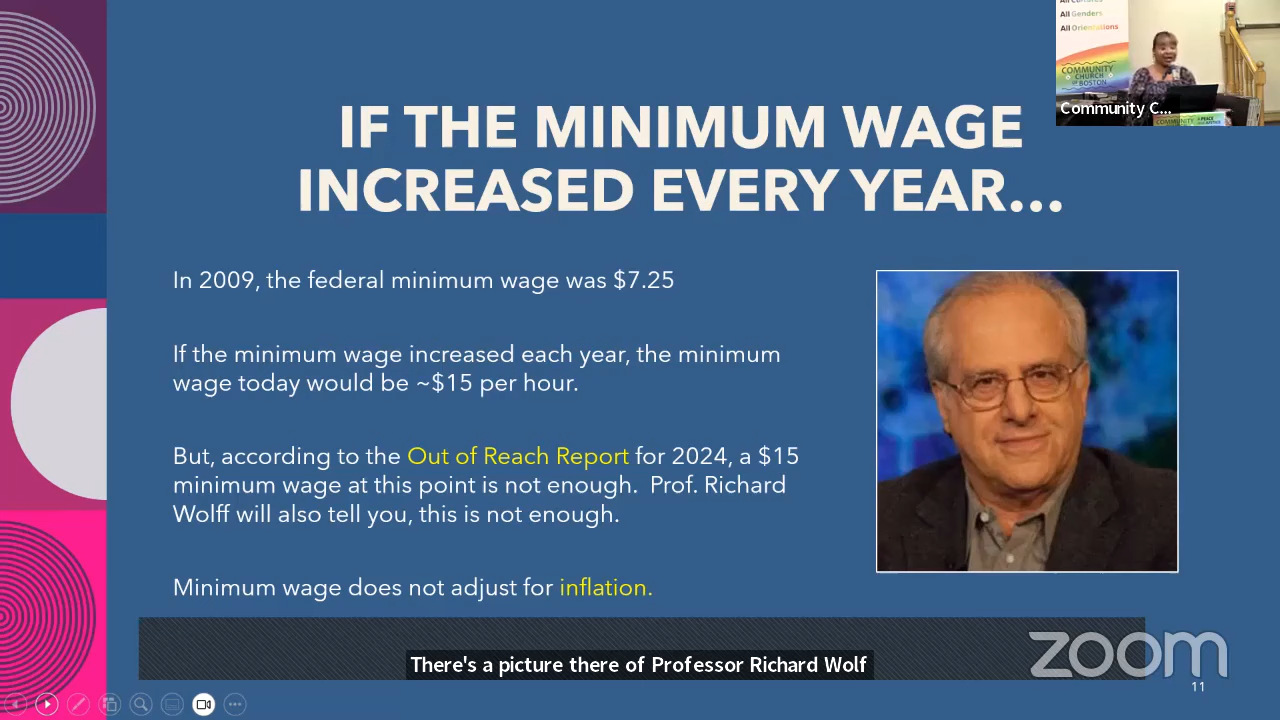 All Genders
All Orientations
COMMUNITY
CHURCH
of BOSTON
Community C...
IF THE MINIMUM WAGE
INCREASED EVERY YEAR...
In 2009, the federal minimum wage was $7.25
If the minimum wage increased each year, the minimum
wage today would be ~$15 per hour.
But, according to the Out of Reach Report for 2024, a $15
minimum wage at this point is not enough. Prof. Richard
Wolff will also tell you, this is not enough.
Minimum wage does not adjust for inflation.
There's a picture there of Professor Richard Wolf
zoom
11